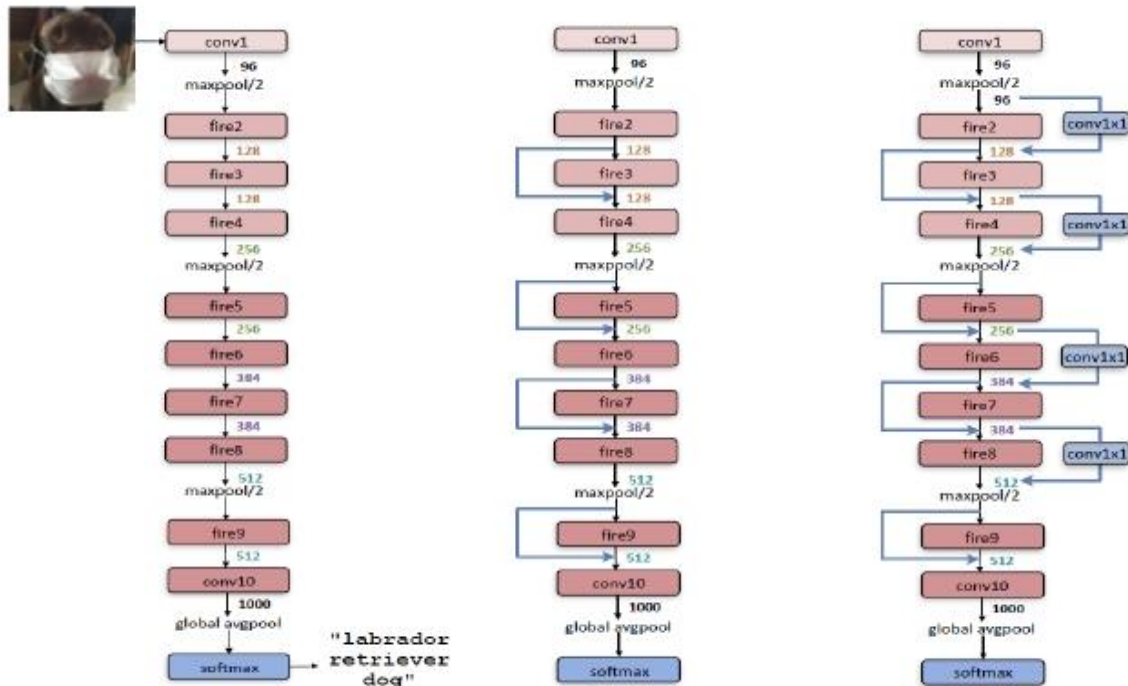 conv1
96
maxpool/2
fire2
128
fire3
128
fire4
256
maxpool/2
fire5
256
fire6
384
fire7
384
fire8
512
maxpool/2
fire9
512
conv10
1000
global avgpool
softmax
"labrador
retriever
dog"
conv1
96
maxpool/2
fire2
128
fire3
128
fire4
256
maxpool/2
fire5
256
fire6
384
fire7
384
fire8
512
maxpool/2
fire9
512
conv10
1000
global avgpool
softmax
conv1
96
maxpool/2
96
conv1x1
fire2
128
fire3
128
fire4
conv1x1
256
maxpool/2
fire5
256
fire6
conv1x1
384
fire7
384
fire8
conv1x1
512
maxpool/2
fire9
512
conv10
1000
global avgpool
softmax